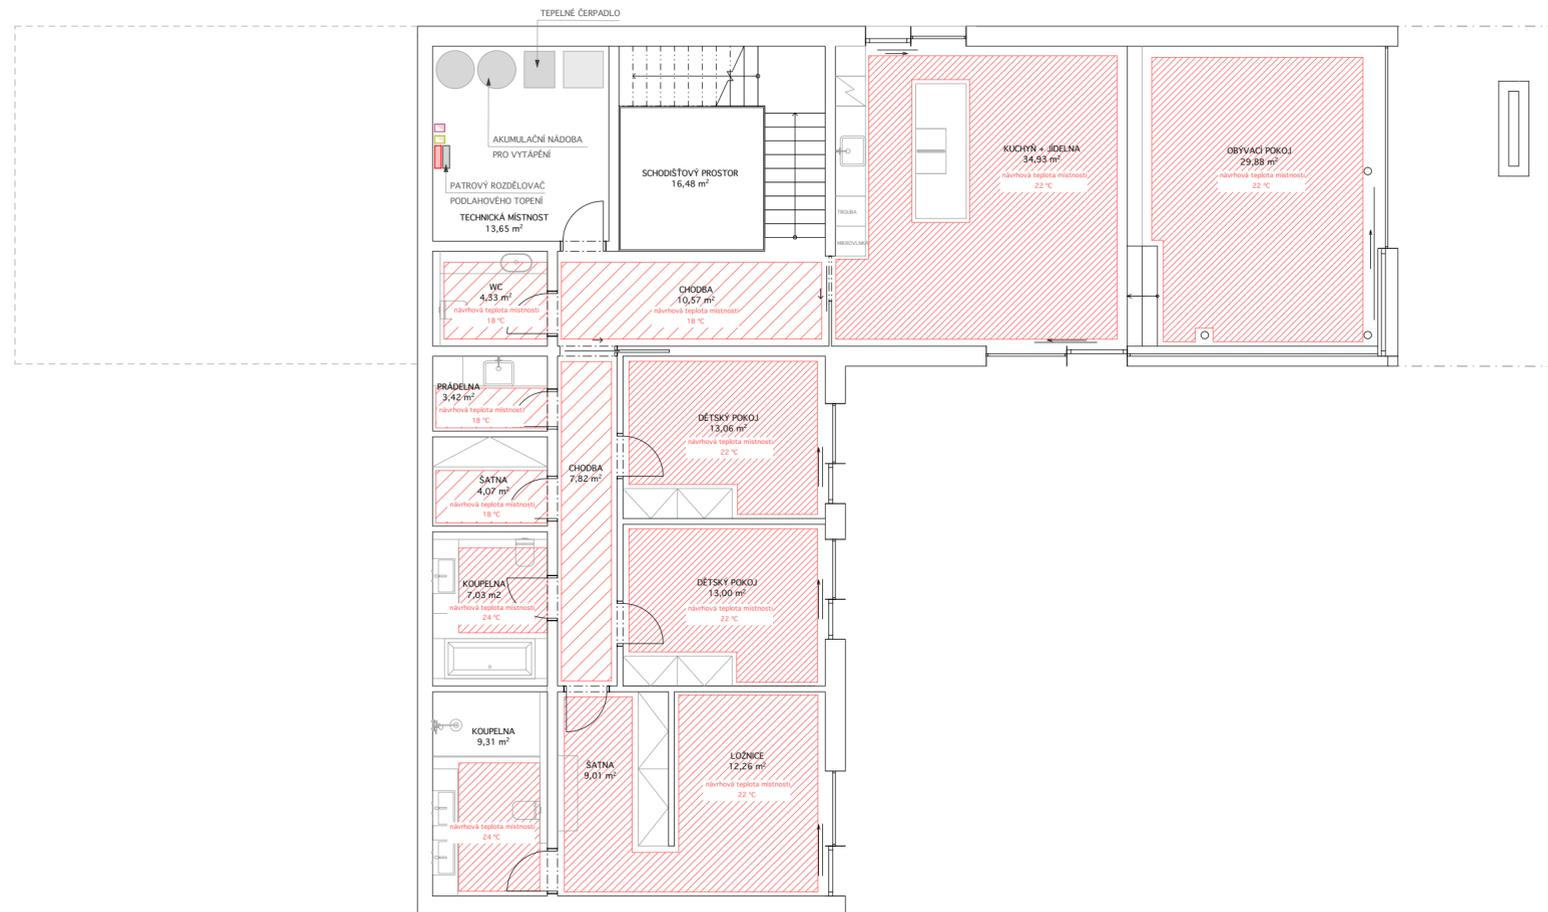 TEPELNÉ ČERPADLO
AKUMULAČNÍ NÁDOBA
PRO VYTÁPĚNÍ
PATROVÝ ROZDĚLOVAČ
PODLAHOVÉHO TOPENÍ
TECHNICKÁ MÍSTNOST
13,65 m²
SCHODIŠŤOVÝ PROSTOR
16,48 m²
TROUBA
MIKROVLNKA
KUCHYŇ + JÍDELNA
34,93 m²
návrhová teplota místnosti
22 °C
OBÝVACÍ POKOJ
29,88 m²
návrhová teplota místnosti
22 °C
WC
4,33 m²
návrhová teplota místnosti
18 °C
CHODBA
10,57 m²
návrhová teplota místnosti
18 °C
PRÁDELNA
3,42 m²
návrhová teplota místnosti
18 °C
DĚTSKÝ POKOJ
13,06 m²
návrhová teplota místnosti
22 °C
CHODBA
7,82 m²
ŠATNA
4,07 m²
návrhová teplota místnosti
18 °C
KOUPELNA
7,03 m2
návrhová teplota místnosti
24 °C
DĚTSKÝ POKOJ
13,00 m²
návrhová teplota místnosti
22 °C
KOUPELNA
9,31 m²
návrhová teplota místnosti
24 °C
ŠATNA
9,01 m²
LOŽNICE
12,26 m²
návrhová teplota místnosti
22 °C